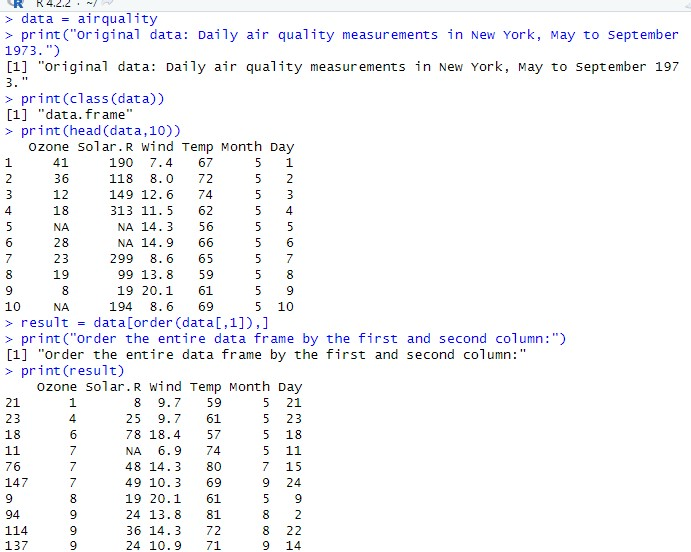 R 4.2.2 · ~/
> data = airquality
> print("Original data: Daily air quality measurements in New York, May to September
1973.")
[1] "Original data: Daily air quality measurements in New York, May to September 197
3."
> print(class(data))
[1] "data.frame"
> print(head(data,10))
   Ozone Solar.R Wind Temp Month Day
1     41     190  7.4   67     5   1
2     36     118  8.0   72     5   2
3     12     149 12.6   74     5   3
4     18     313 11.5   62     5   4
5     NA      NA 14.3   56     5   5
6     28      NA 14.9   66     5   6
7     23     299  8.6   65     5   7
8     19      99 13.8   59     5   8
9      8      19 20.1   61     5   9
10    NA     194  8.6   69     5  10
> result = data[order(data[,1]),]
> print("Order the entire data frame by the first and second column:")
[1] "Order the entire data frame by the first and second column:"
> print(result)
    Ozone Solar.R Wind Temp Month Day
21      1       8  9.7   59     5  21
23      4      25  9.7   61     5  23
18      6      78 18.4   57     5  18
11      7      NA  6.9   74     5  11
76      7      48 14.3   80     7  15
147     7      49 10.3   69     9  24
9       8      19 20.1   61     5   9
94      9      24 13.8   81     8   2
114     9      36 14.3   72     8  22
137     9      24 10.9   71     9  14